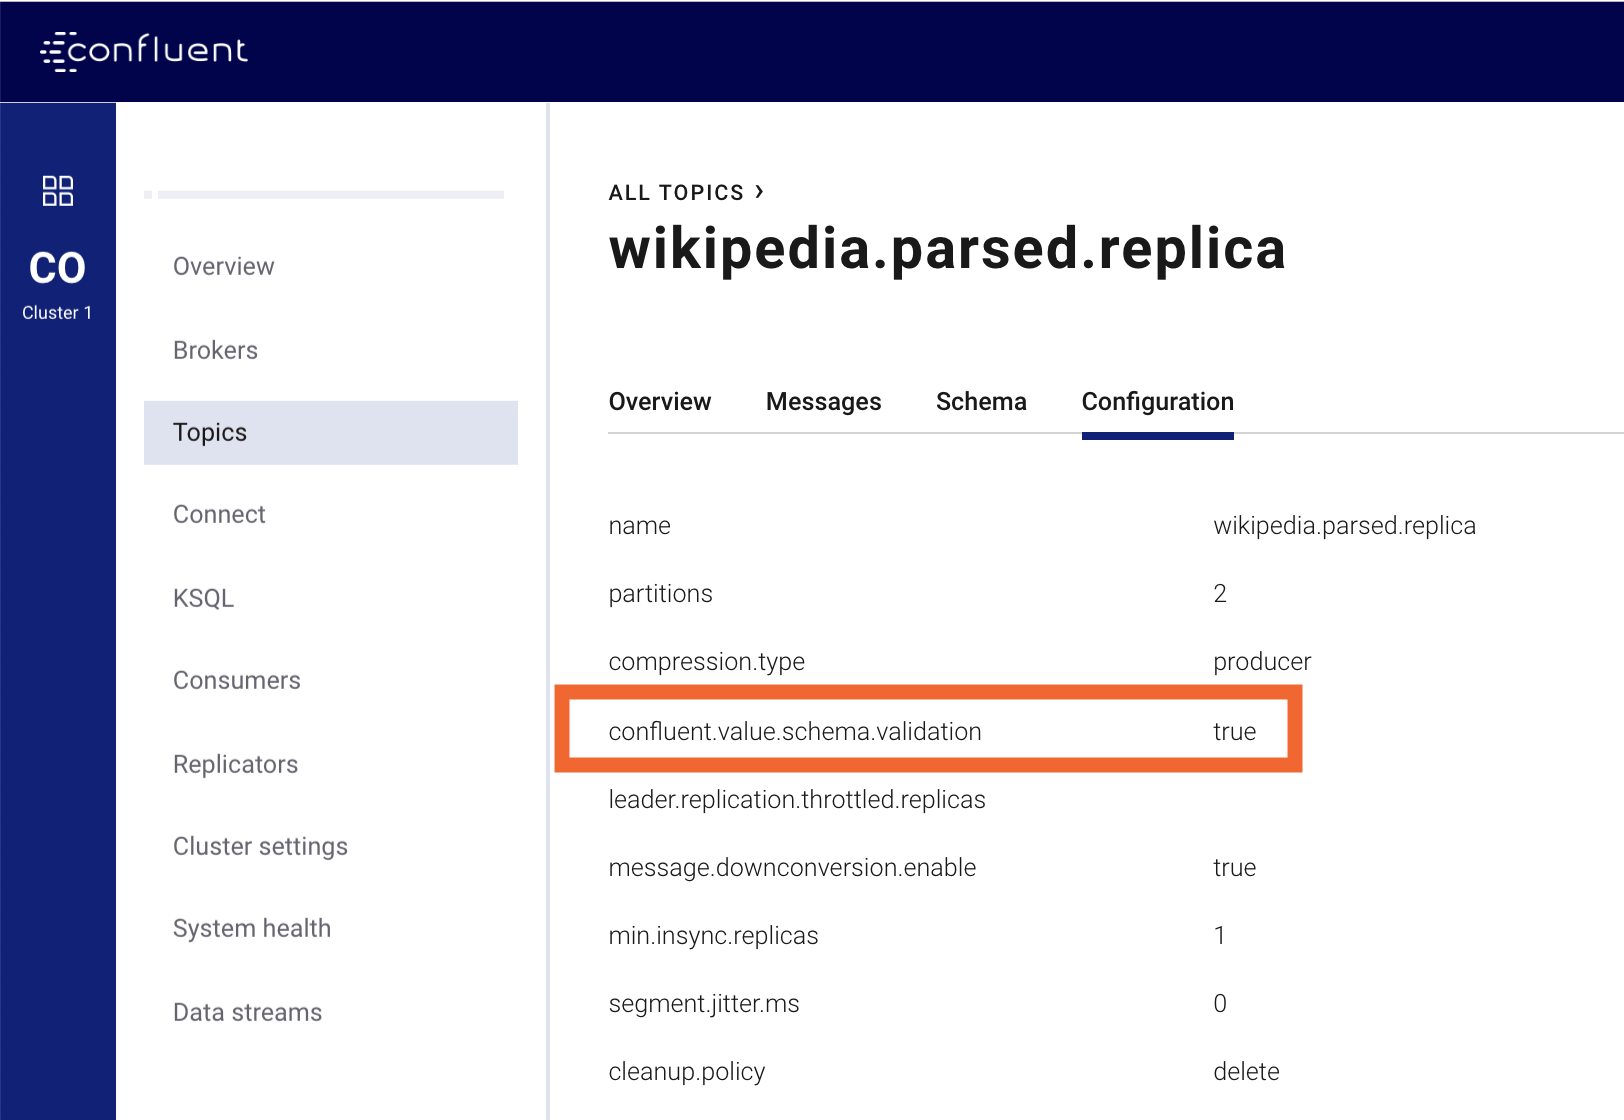 confluent
CO
Cluster 1
Overview
Brokers
Topics
Connect
KSQL
Consumers
Replicators
Cluster settings
System health
Data streams
ALL TOPICS ›
wikipedia.parsed.replica
Overview Messages Schema Configuration
name wikipedia.parsed.replica
partitions 2
compression.type producer
confluent.value.schema.validation true
leader.replication.throttled.replicas
message.downconversion.enable true
min.insync.replicas 1
segment.jitter.ms 0
cleanup.policy delete